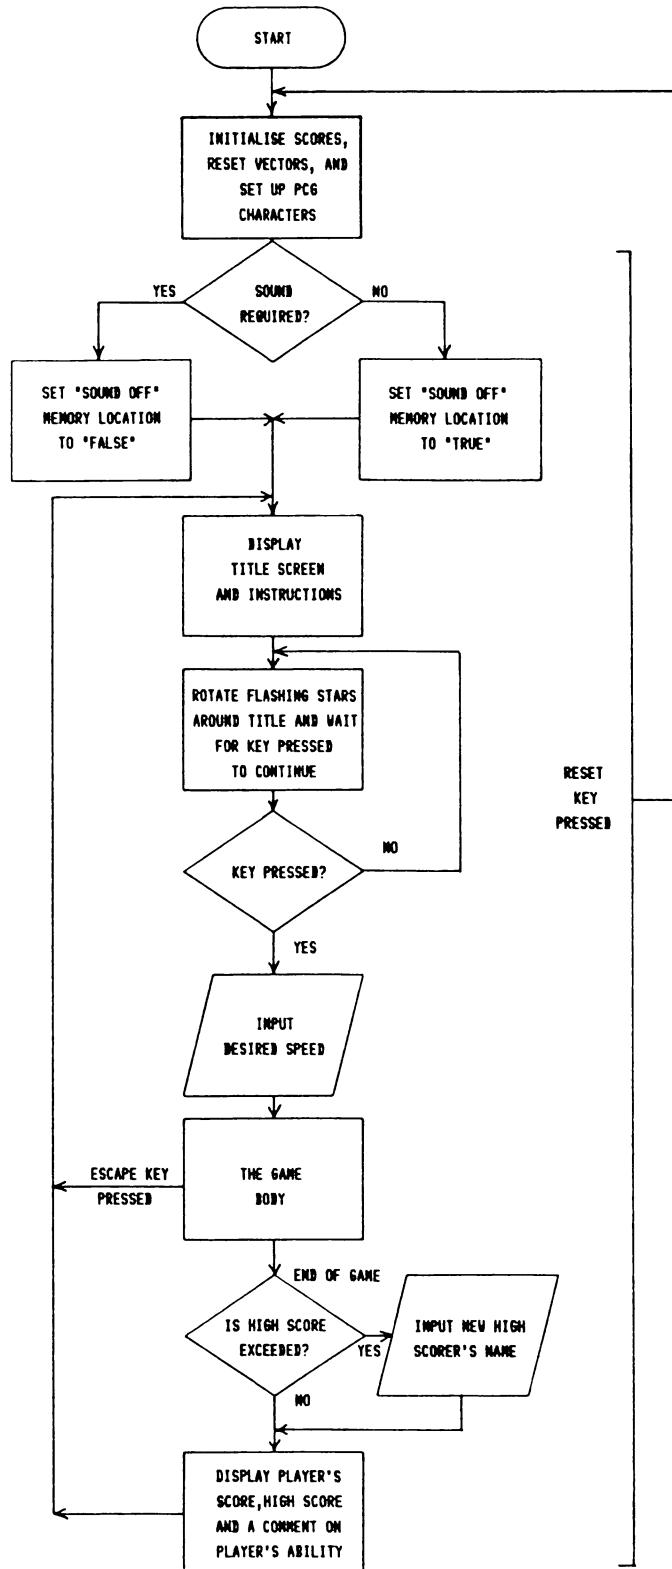 START
INITIALISE SCORES,
RESET VECTORS, AND
SET UP PCG
CHARACTERS
YES
SOUND
REQUIRED?
NO
SET "SOUND OFF"
MEMORY LOCATION
TO "FALSE"
SET "SOUND OFF"
MEMORY LOCATION
TO "TRUE"
DISPLAY
TITLE SCREEN
AND INSTRUCTIONS
ROTATE FLASHING STARS
AROUND TITLE AND WAIT
FOR KEY PRESSED
TO CONTINUE
RESET
KEY
PRESSED
KEY PRESSED?
NO
YES
INPUT
DESIRED SPEED
ESCAPE KEY
PRESSED
THE GAME
BODY
END OF GAME
IS HIGH SCORE
EXCEEDED?
YES
INPUT NEW HIGH
SCORER'S NAME
NO
DISPLAY PLAYER'S
SCORE,HIGH SCORE
AND A COMMENT ON
PLAYER'S ABILITY